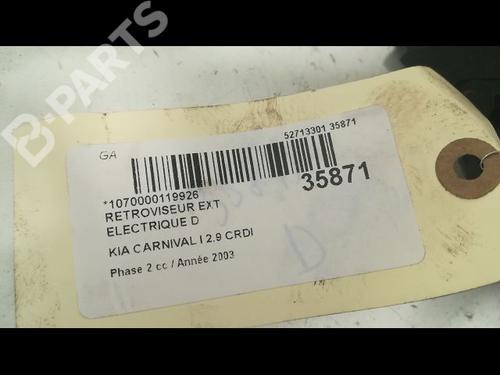 B-PARTS
GA
52713301 35871
*1070000119926
35871
RETROVISEUR EXT
ELECTRIQUE D
KIA CARNIVAL I 2.9 CRDI
Phase 2 cc / Année 2003
D